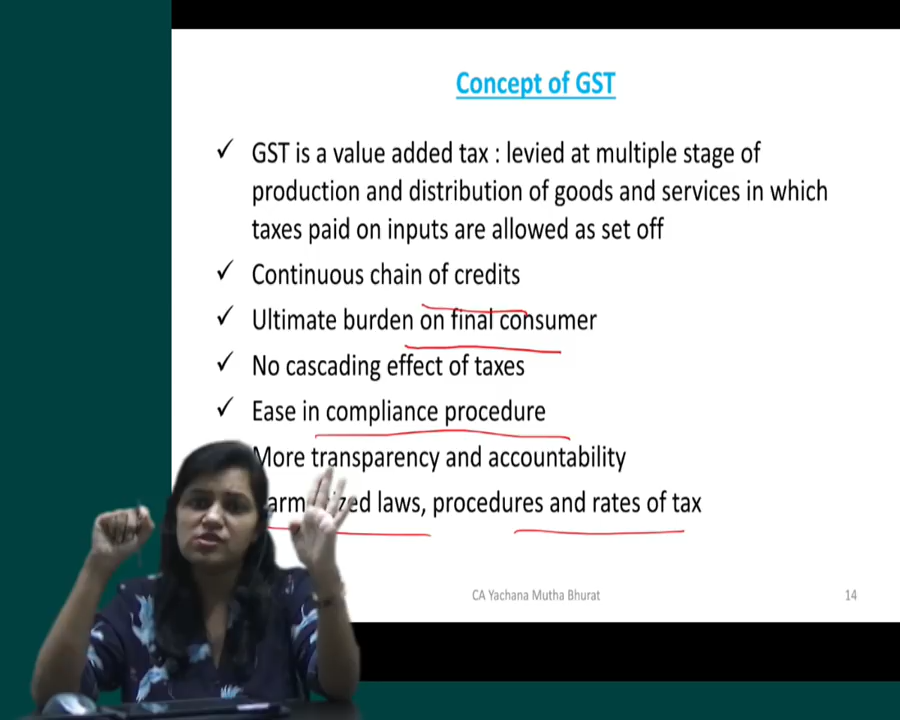 Concept of GST
✓ GST is a value added tax : levied at multiple stage of
production and distribution of goods and services in which
taxes paid on inputs are allowed as set off
✓ Continuous chain of credits
✓ Ultimate burden on final consumer
✓ No cascading effect of taxes
✓ Ease in compliance procedure
More transparency and accountability
laws, procedures and rates of tax
CA Yachana Mutha Bhurat
14